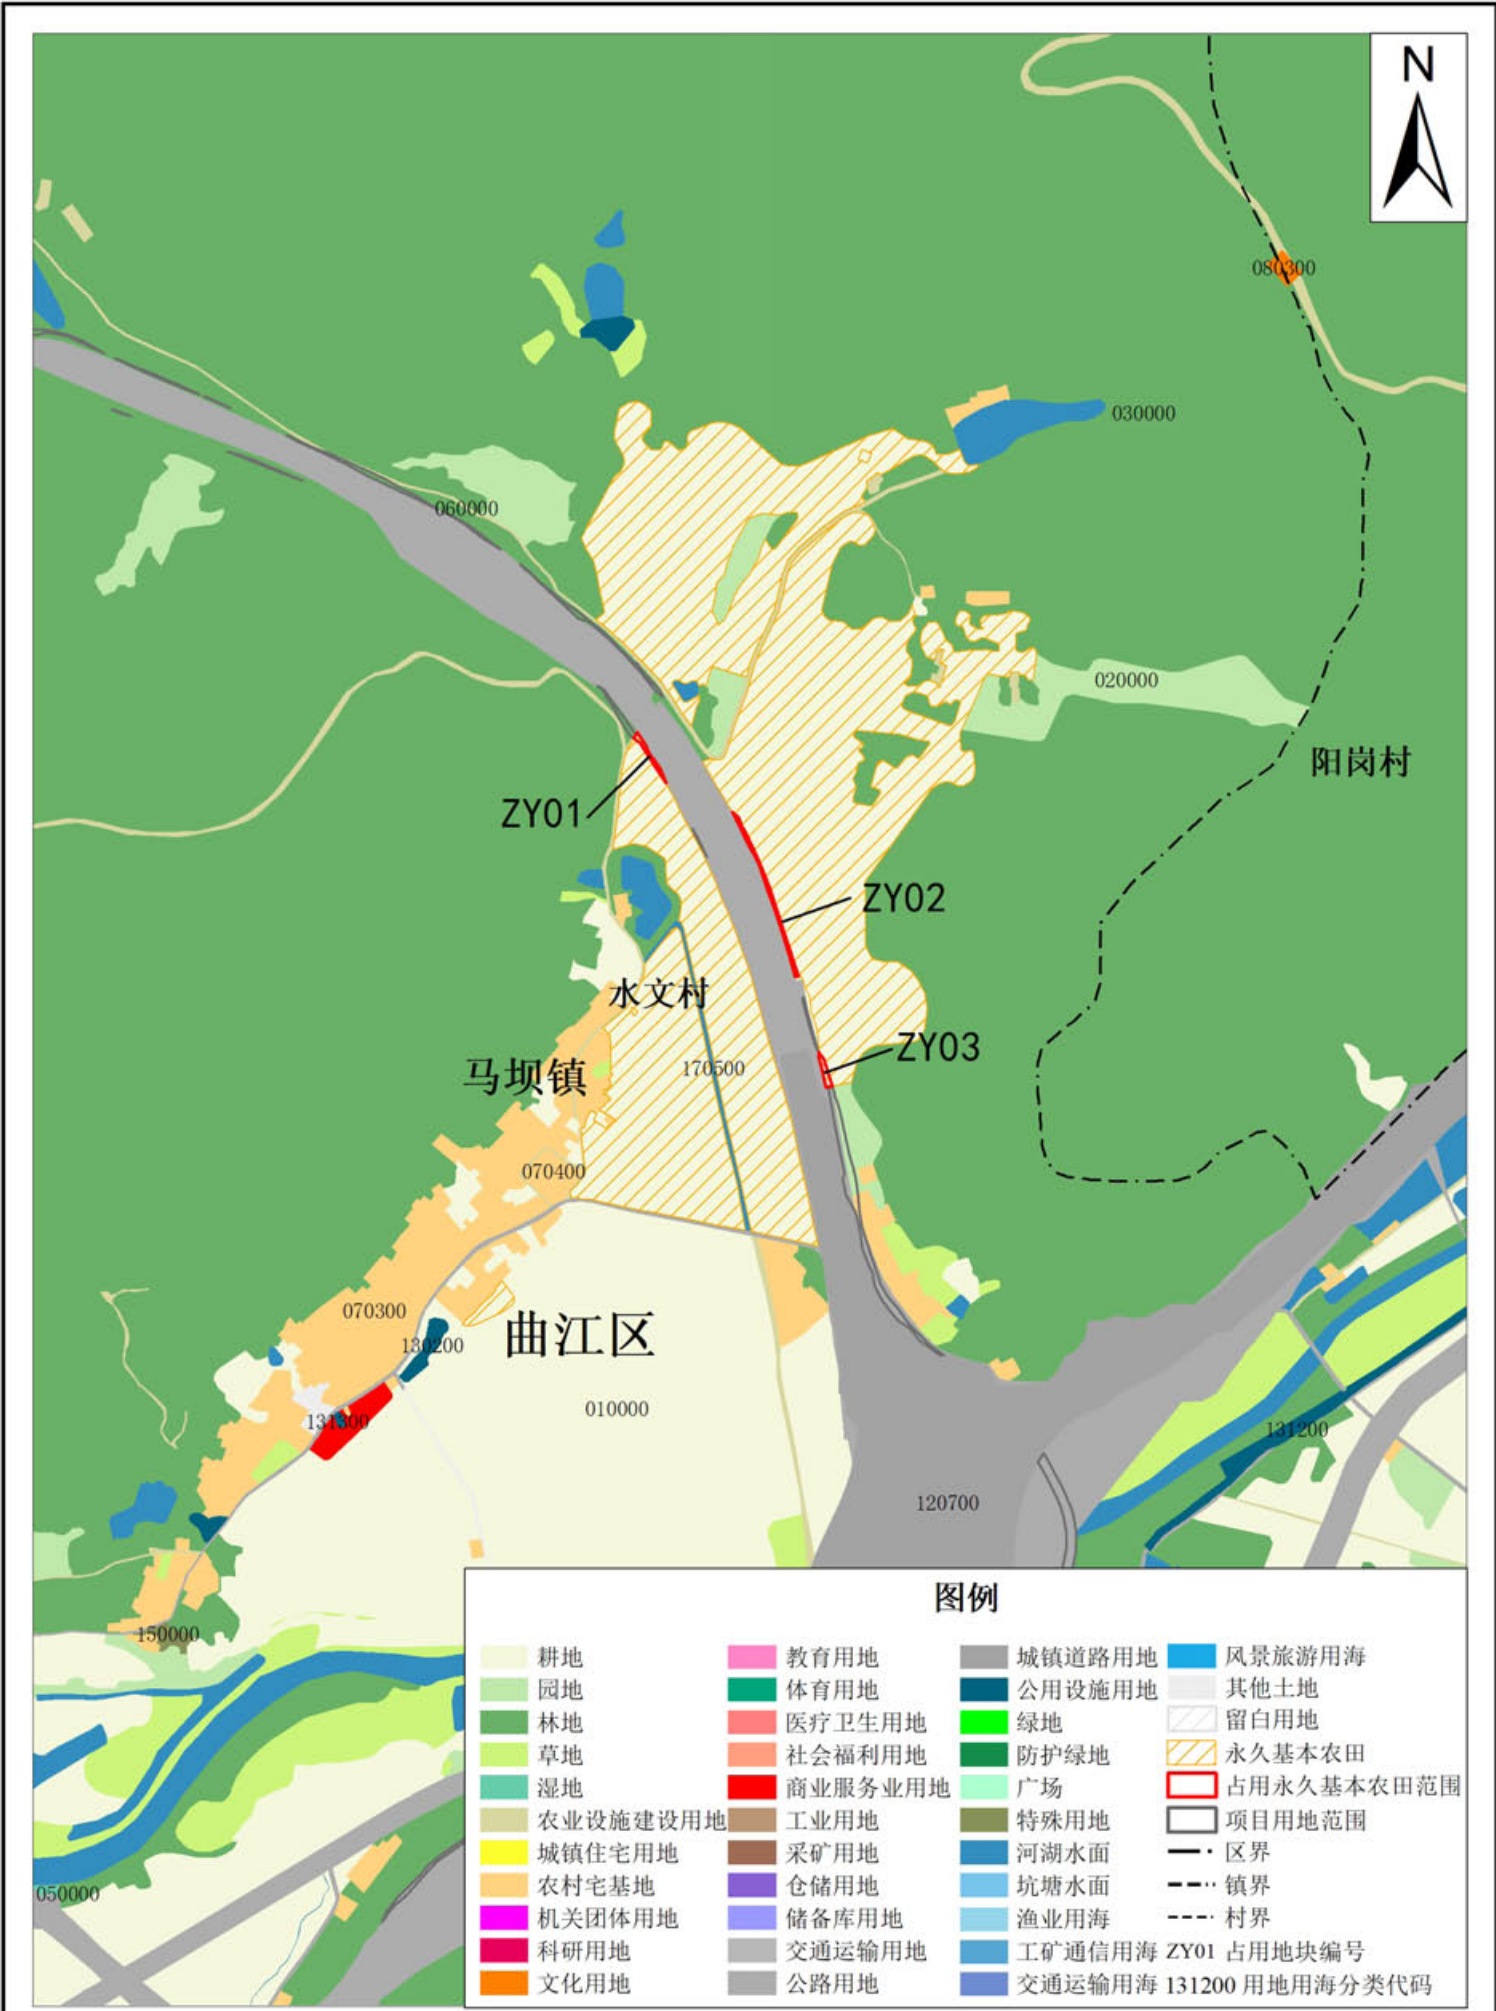 N
080300
030000
060000
020000
阳岗村
ZY01
ZY02
水文村
ZY03
马坝镇
170500
070400
070300
曲江区
130200
010000
131300
131200
120700
150000
050000
图例
耕地
园地
林地
草地
湿地
农业设施建设用地
城镇住宅用地
农村宅基地
机关团体用地
科研用地
文化用地
教育用地
体育用地
医疗卫生用地
社会福利用地
商业服务业用地
工业用地
采矿用地
仓储用地
储备库用地
交通运输用地
公路用地
城镇道路用地
公用设施用地
绿地
防护绿地
广场
特殊用地
河湖水面
坑塘水面
渔业用海
工矿通信用海
交通运输用海
风景旅游用海
其他土地
留白用地
永久基本农田
占用永久基本农田范围
项目用地范围
区界
镇界
村界
ZY01 占用地块编号
131200 用地用海分类代码